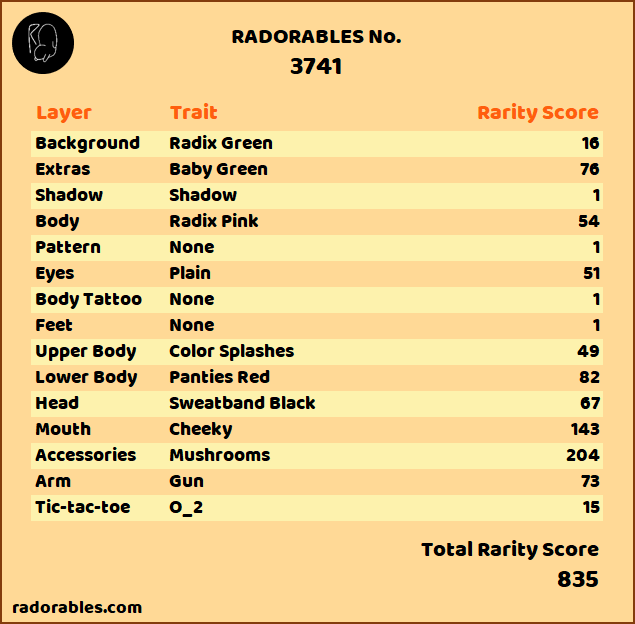 RADORABLES No.
3741
Layer Trait Rarity Score
Background Radix Green 16
Extras Baby Green 76
Shadow Shadow 1
Body Radix Pink 54
Pattern None 1
Eyes Plain 51
Body Tattoo None 1
Feet None 1
Upper Body Color Splashes 49
Lower Body Panties Red 82
Head Sweatband Black 67
Mouth Cheeky 143
Accessories Mushrooms 204
Arm Gun 73
Tic-tac-toe O_2 15
Total Rarity Score
835
radorables.com